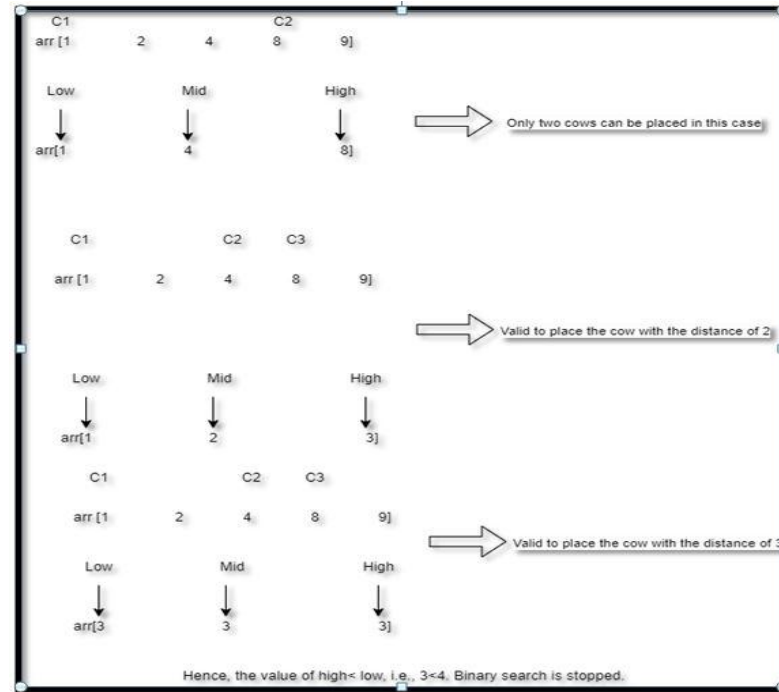 C1 C2
arr [1 2 4 8 9]
Low Mid High
Only two cows can be placed in this case
arr[1 4 8]
C1 C2 C3
arr [1 2 4 8 9]
Valid to place the cow with the distance of 2
Low Mid High
arr[1 2 3]
C1 C2 C3
arr [1 2 4 8 9]
Valid to place the cow with the distance of 3
Low Mid High
arr[3 3 3]
Hence, the value of high< low, i.e., 3<4. Binary search is stopped.